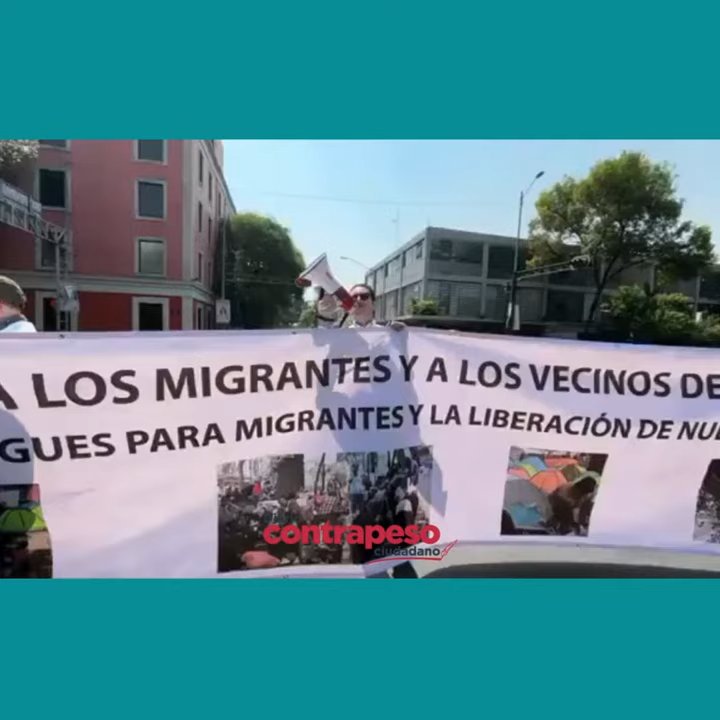 A LOS MIGRANTES Y A LOS VECINOS DE
GUES PARA MIGRANTES Y LA LIBERACIÓN DE NU
contrapeso
ciudadano